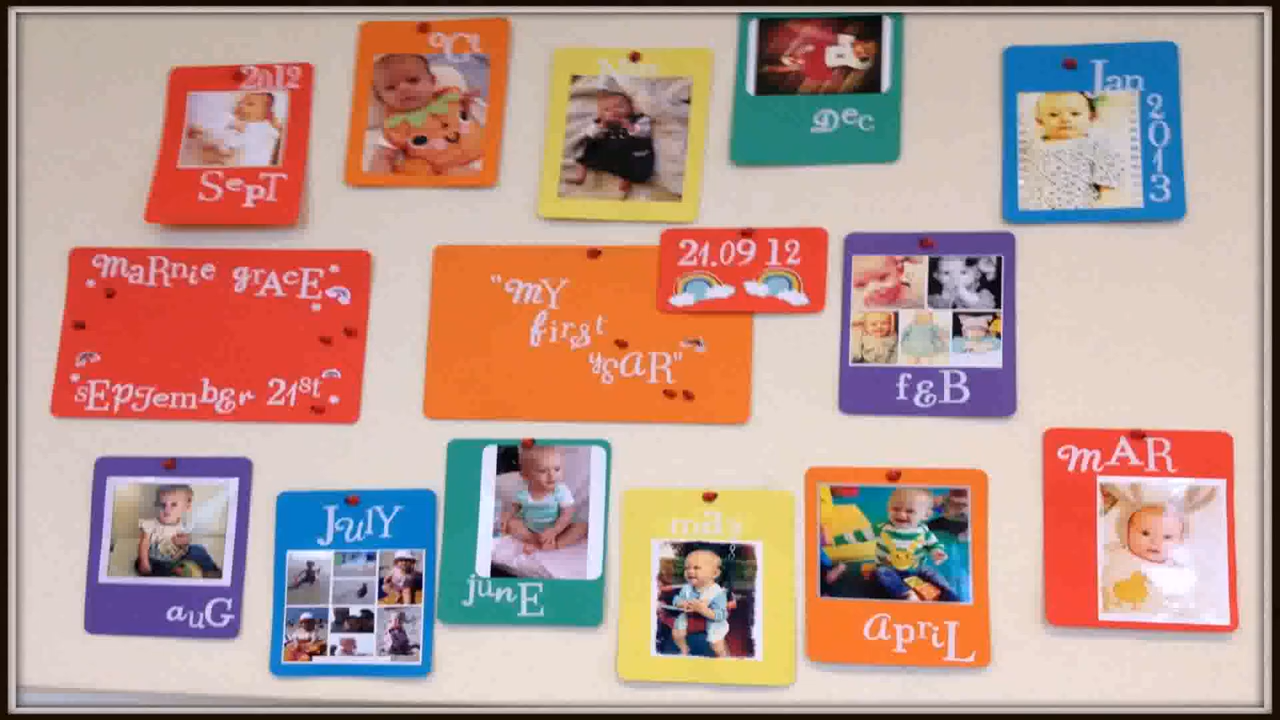 2012
SepT
Dec
Jan
2013
maRnie grAcE
sEpTember 21st
"mY
first
yeAR"
21.09 12
fEB
mAR
auG
JulY
junE
ApriL